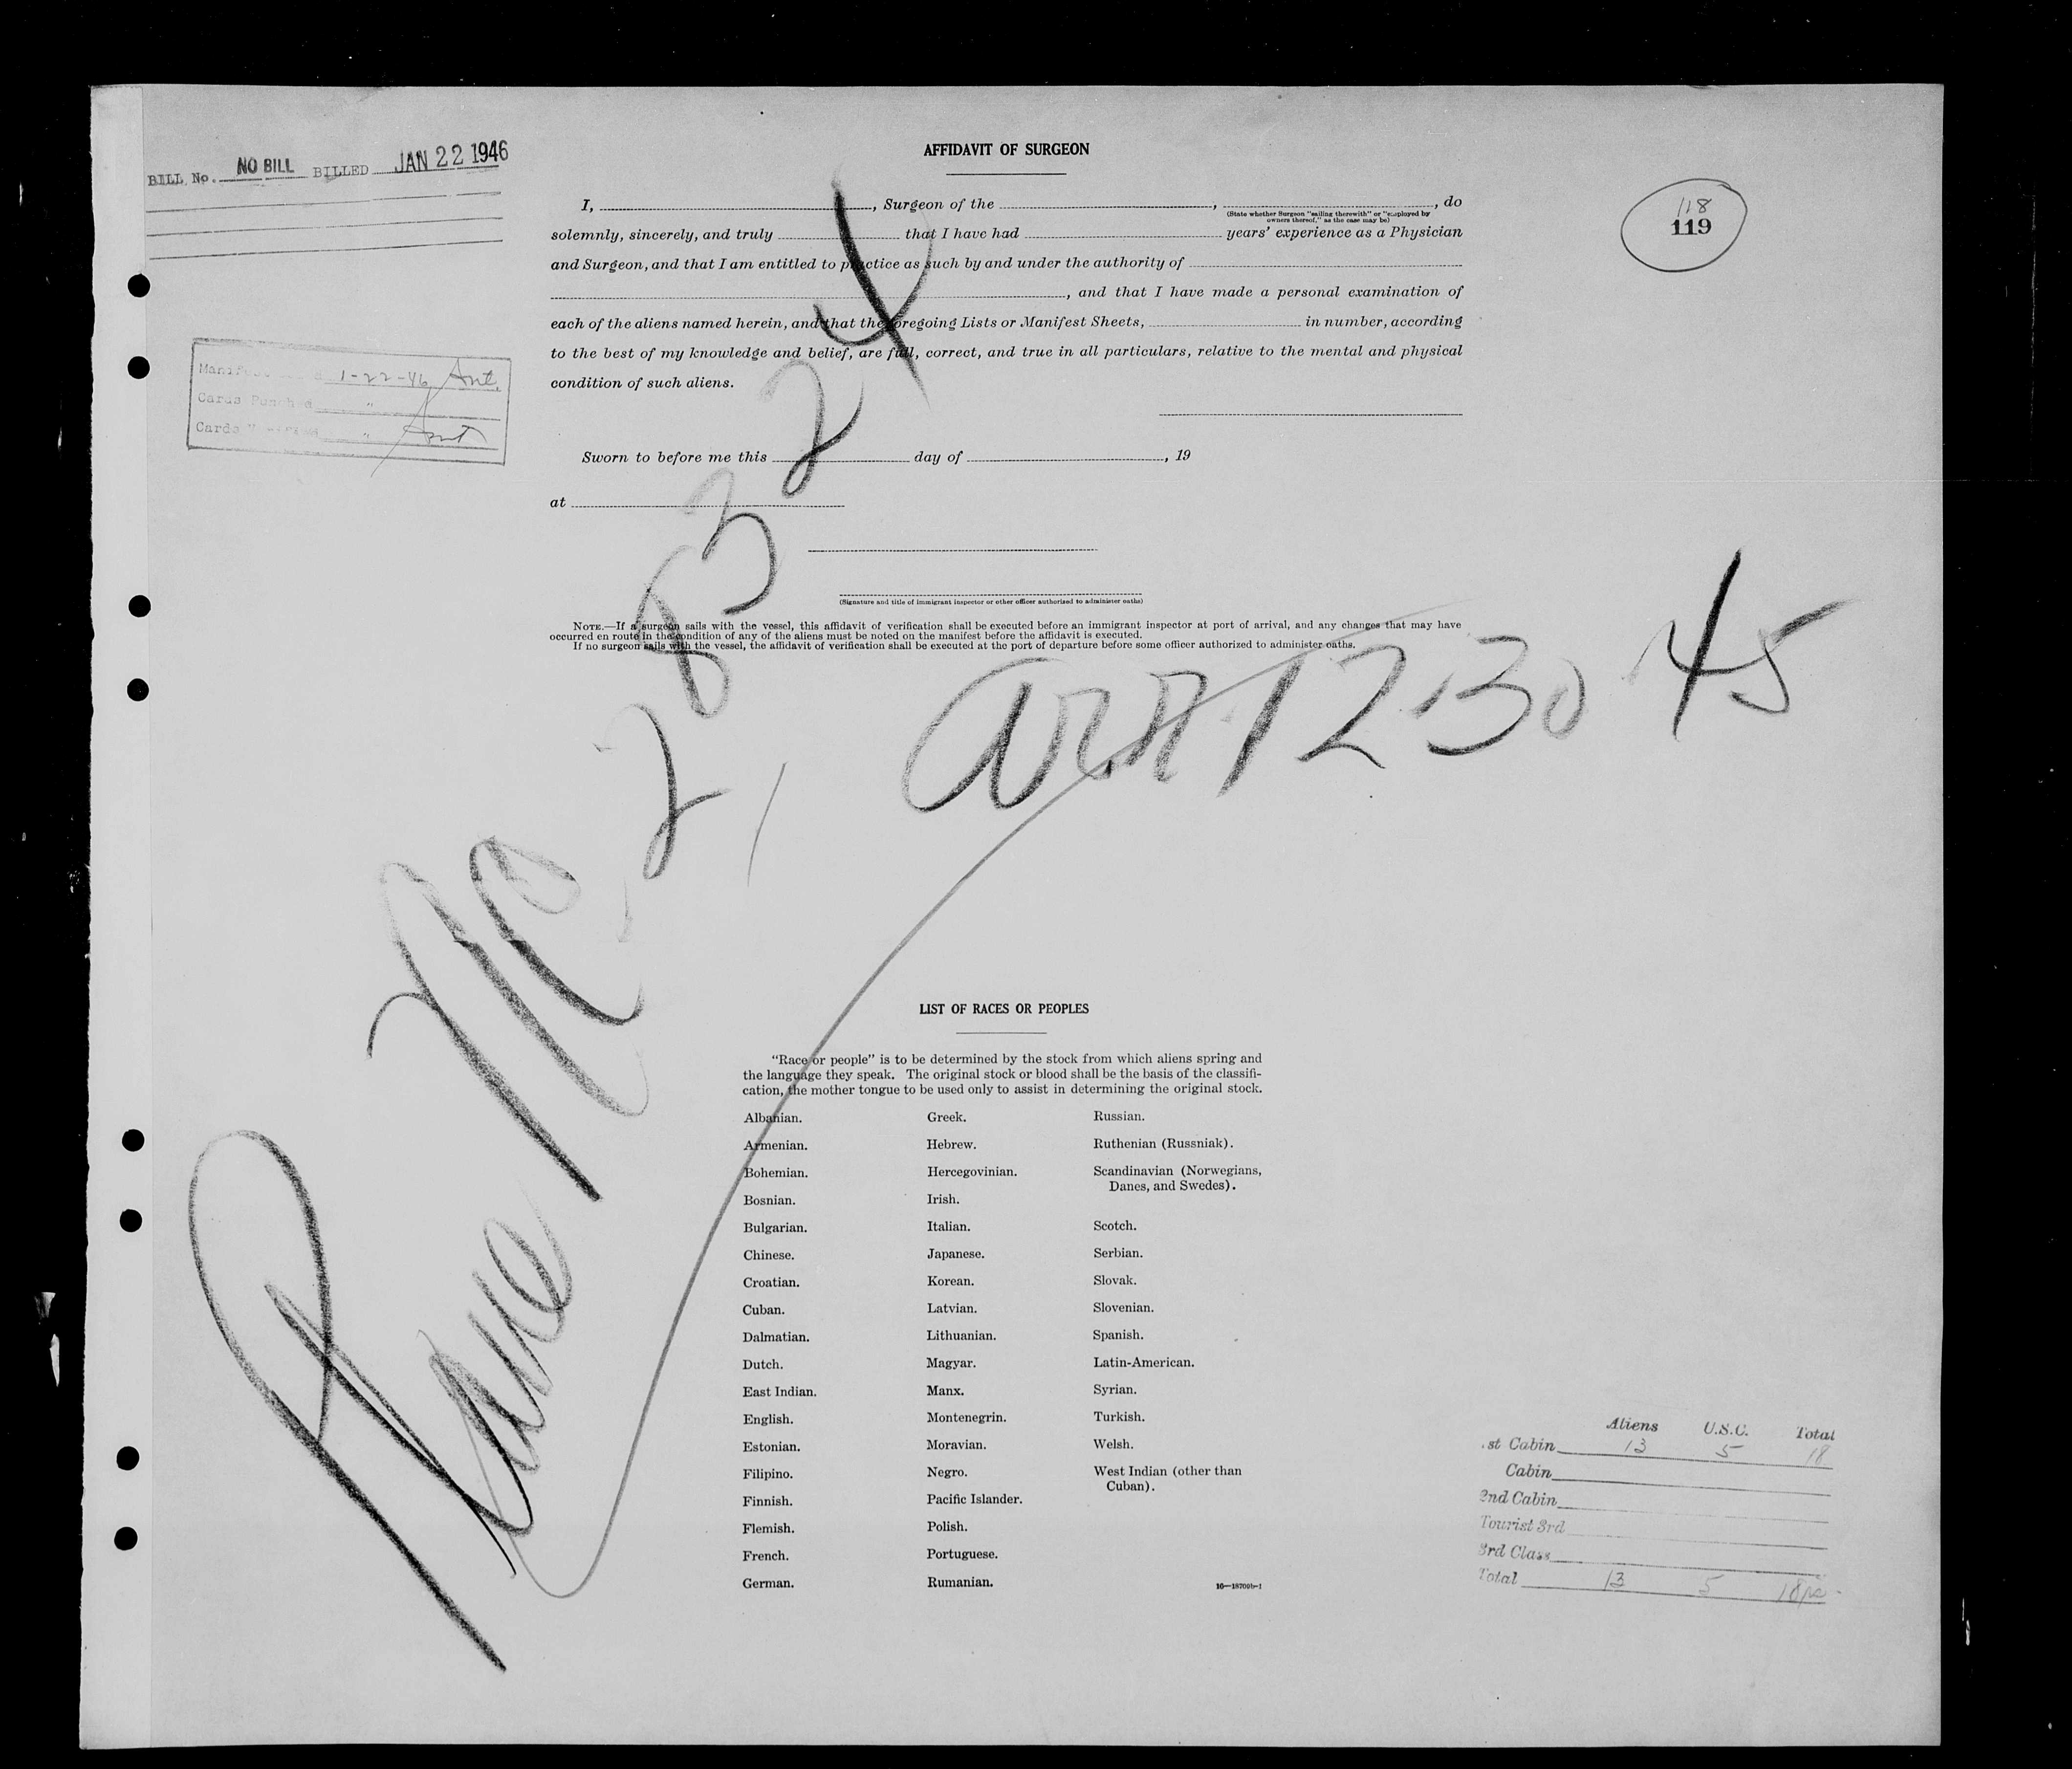 BILL No. NO BILL BILLED JAN 22 1946
AFFIDAVIT OF SURGEON
118
119
I, , Surgeon of the , , do
(State whether Surgeon "sailing therewith" or "employed by owners thereof," as the case may be)
solemnly, sincerely, and truly that I have had years' experience as a Physician
and Surgeon, and that I am entitled to practice as such by and under the authority of
, and that I have made a personal examination of
each of the aliens named herein, and that the foregoing Lists or Manifest Sheets, in number, according
to the best of my knowledge and belief, are full, correct, and true in all particulars, relative to the mental and physical
condition of such aliens.
1-22-46
Cards Punched "
Cards "
Sworn to before me this day of , 19
at
(Signature and title of immigrant inspector or other officer authorized to administer oaths)
NOTE.—If a surgeon sails with the vessel, this affidavit of verification shall be executed before an immigrant inspector at port of arrival, and any changes that may have
occurred en route in the condition of any of the aliens must be noted on the manifest before the affidavit is executed.
If no surgeon sails with the vessel, the affidavit of verification shall be executed at the port of departure before some officer authorized to administer oaths.
Plane No. 28324
arr 12-30 45
LIST OF RACES OR PEOPLES
"Race or people" is to be determined by the stock from which aliens spring and
the language they speak. The original stock or blood shall be the basis of the classifi-
cation, the mother tongue to be used only to assist in determining the original stock.
Albanian.
Armenian.
Bohemian.
Bosnian.
Bulgarian.
Chinese.
Croatian.
Cuban.
Dalmatian.
Dutch.
East Indian.
English.
Estonian.
Filipino.
Finnish.
Flemish.
French.
German.
Greek.
Hebrew.
Hercegovinian.
Irish.
Italian.
Japanese.
Korean.
Latvian.
Lithuanian.
Magyar.
Manx.
Montenegrin.
Moravian.
Negro.
Pacific Islander.
Polish.
Portuguese.
Rumanian.
Russian.
Ruthenian (Russniak).
Scandinavian (Norwegians,
Danes, and Swedes).
Scotch.
Serbian.
Slovak.
Slovenian.
Spanish.
Latin-American.
Syrian.
Turkish.
Welsh.
West Indian (other than
Cuban).
16—18709b-1
Aliens U.S.C. Total
st Cabin 13 5 18
Cabin
2nd Cabin
Tourist 3rd
3rd Class
Total 13 5 18